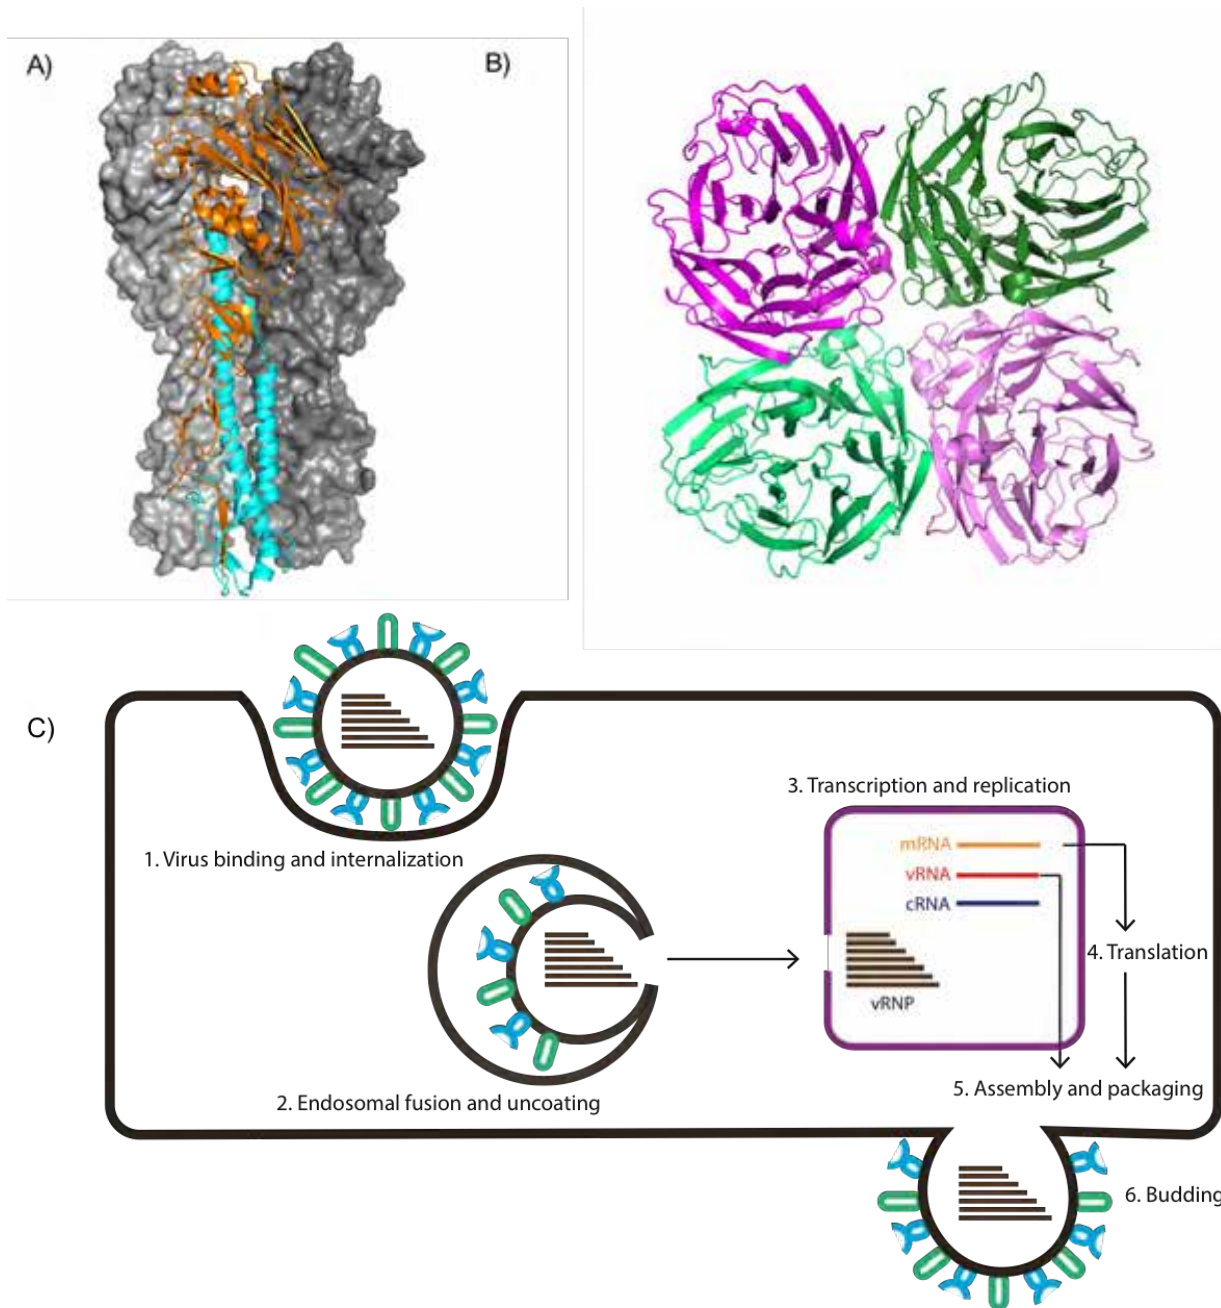 A)
B)
C)
1. Virus binding and internalization
2. Endosomal fusion and uncoating
3. Transcription and replication
mRNA
vRNA
cRNA
vRNP
4. Translation
5. Assembly and packaging
6. Budding